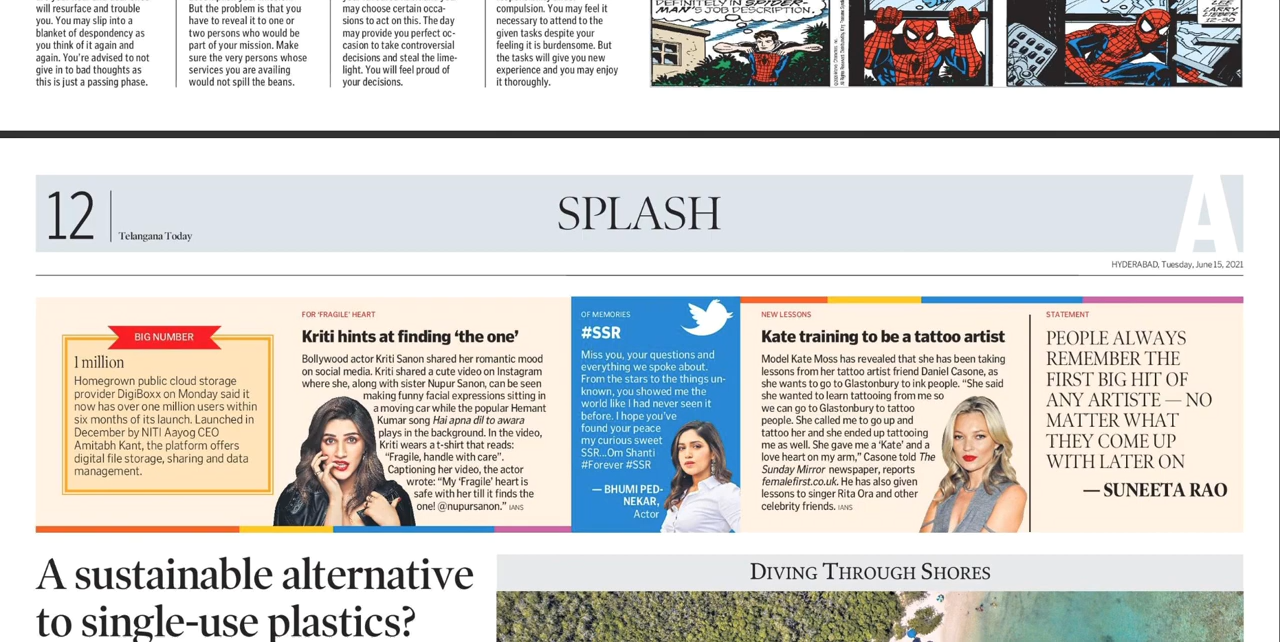 will resurface and trouble
you. You may slip into a
blanket of despondency as
you think of it again and
again. You're advised to not
give in to bad thoughts as
this is just a passing phase.
But the problem is that you
have to reveal it to one or
two persons who would be
part of your mission. Make
sure the very persons whose
services you are availing
would not spill the beans.
may choose certain occa-
sions to act on this. The day
may provide you perfect oc-
casion to take controversial
decisions and steal the lime-
light. You will feel proud of
your decisions.
compulsion. You may feel it
necessary to attend to the
given tasks despite your
feeling it is burdensome. But
the tasks will give you new
experience and you may enjoy
it thoroughly.
DEFINITELY IN SPIDER-
MAN'S JOB DESCRIPTION.
LEE
LARRY
LIEBER
12-30
12
Telangana Today
SPLASH
A
HYDERABAD, Tuesday, June 15, 2021
BIG NUMBER
1 million
Homegrown public cloud storage
provider DigiBoxx on Monday said it
now has over one million users within
six months of its launch. Launched in
December by NITI Aayog CEO
Amitabh Kant, the platform offers
digital file storage, sharing and data
management.
FOR 'FRAGILE' HEART
Kriti hints at finding 'the one'
Bollywood actor Kriti Sanon shared her romantic mood
on social media. Kriti shared a cute video on Instagram
where she, along with sister Nupur Sanon, can be seen
making funny facial expressions sitting in
a moving car while the popular Hemant
Kumar song Hai apna dil to awara
plays in the background. In the video,
Kriti wears a t-shirt that reads:
"Fragile, handle with care".
Captioning her video, the actor
wrote: "My 'Fragile' heart is
safe with her till it finds the
one! @nupursanon." IANS
OF MEMORIES
#SSR
Miss you, your questions and
everything we spoke about.
From the stars to the things un-
known, you showed me the
world like I had never seen it
before. I hope you've
found your peace
my curious sweet
SSR...Om Shanti
#Forever #SSR
— BHUMI PED-
NEKAR,
Actor
NEW LESSONS
Kate training to be a tattoo artist
Model Kate Moss has revealed that she has been taking
lessons from her tattoo artist friend Daniel Casone, as
she wants to go to Glastonbury to ink people. "She said
she wanted to learn tattooing from me so
we can go to Glastonbury to tattoo
people. She called me to go up and
tattoo her and she ended up tattooing
me as well. She gave me a 'Kate' and a
love heart on my arm," Casone told The
Sunday Mirror newspaper, reports
femalefirst.co.uk. He has also given
lessons to singer Rita Ora and other
celebrity friends. IANS
STATEMENT
PEOPLE ALWAYS
REMEMBER THE
FIRST BIG HIT OF
ANY ARTISTE — NO
MATTER WHAT
THEY COME UP
WITH LATER ON
— SUNEETA RAO
A sustainable alternative
to single-use plastics?
DIVING THROUGH SHORES